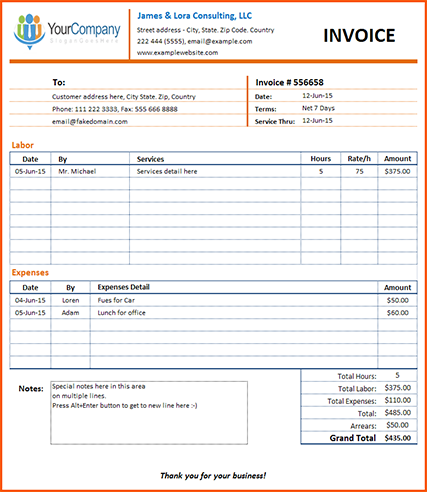 YourCompany
SloganGoesHere
James & Lora Consulting, LLC
Street address - City, State. Zip Code. Country
222 444 (5555), email@example.com
www.examplewebsite.com
INVOICE
To:
Customer address here, City State. Zip, Country
Phone: 111 222 3333, Fax: 555 666 8888
email@fakedomain.com
Invoice # 556658
Date: 12-Jun-15
Terms: Net 7 Days
Service Thru: 12-Jun-15
Labor
Date By Services Hours Rate/h Amount
05-Jun-15 Mr. Michael Services detail here 5 75 $375.00
Expenses
Date By Expenses Detail Amount
04-Jun-15 Loren Fues for Car $50.00
05-Jun-15 Adam Lunch for office $60.00
Notes:
Special notes here in this area
on multiple lines.
Press Alt+Enter button to get to new line here :-)
Total Hours: 5
Total Labor: $375.00
Total Expenses: $110.00
Total: $485.00
Arrears: $50.00
Grand Total $435.00
Thank you for your business!